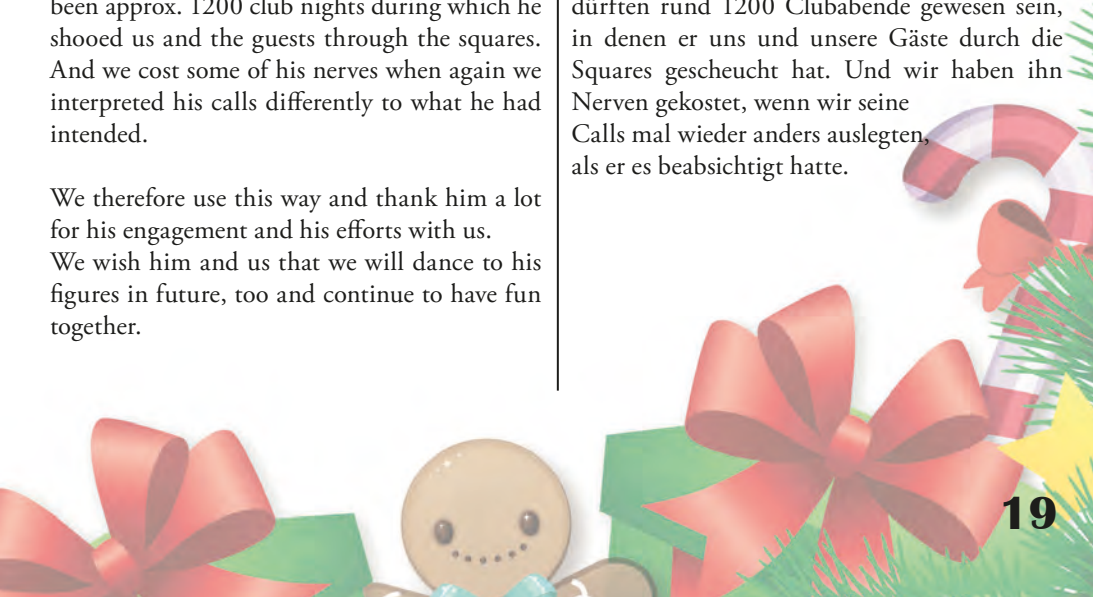 been approx. 1200 club nights during which he
shooed us and the guests through the squares.
And we cost some of his nerves when again we
interpreted his calls differently to what he had
intended.
We therefore use this way and thank him a lot
for his engagement and his efforts with us.
We wish him and us that we will dance to his
figures in future, too and continue to have fun
together.
dürften rund 1200 Clubabende gewesen sein,
in denen er uns und unsere Gäste durch die
Squares gescheucht hat. Und wir haben ihn
Nerven gekostet, wenn wir seine
Calls mal wieder anders auslegten,
als er es beabsichtigt hatte.
19